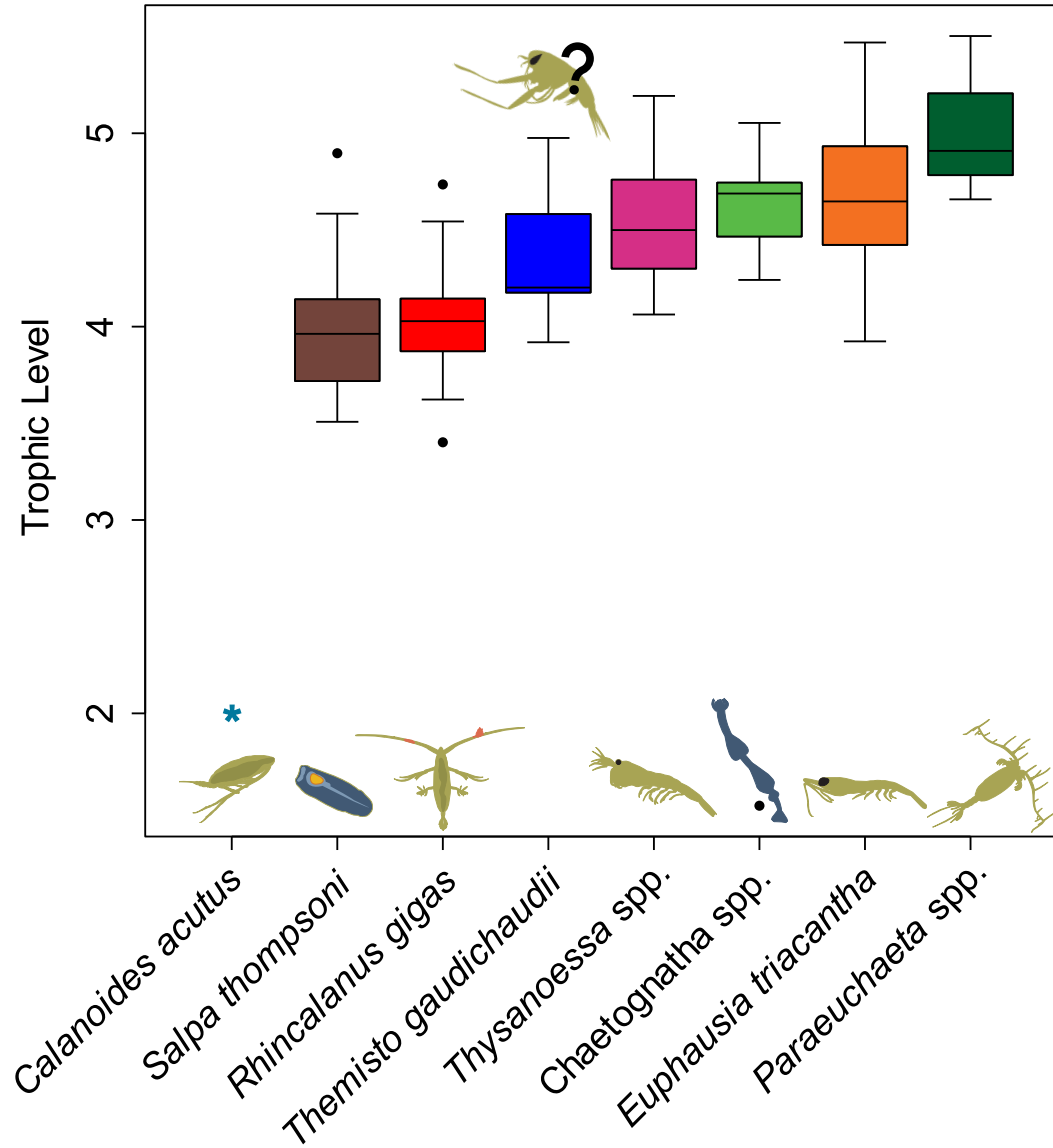 ?
5
4
3
2
*
Trophic Level
Calanoides acutus
Salpa thompsoni
Rhincalanus gigas
Themisto gaudichaudii
Thysanoessa spp.
Chaetognatha spp.
Euphausia triacantha
Paraeuchaeta spp.